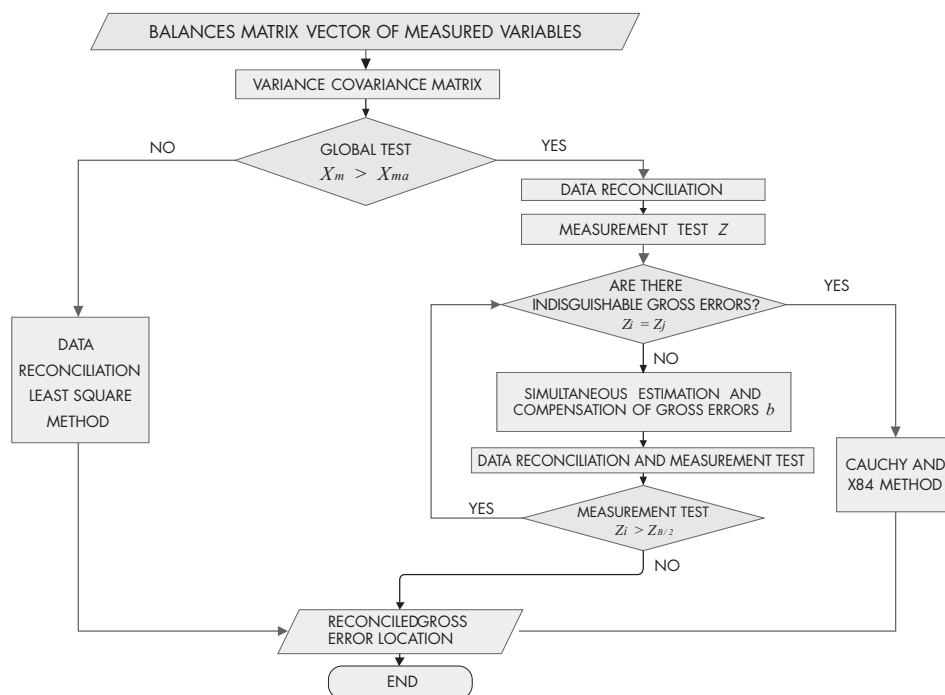 BALANCES MATRIX VECTOR OF MEASURED VARIABLES
VARIANCE COVARIANCE MATRIX
NO
GLOBAL TEST
YES
Xm > Xma
DATA RECONCILIATION
MEASUREMENT TEST Z
ARE THERE
INDISGUISHABLE GROSS ERRORS?
Zi = Zj
YES
NO
DATA
RECONCILIATION
LEAST SQUARE
METHOD
SIMULTANEOUS ESTIMATION AND
COMPENSATION OF GROSS ERRORS b
DATA RECONCILIATION AND MEASUREMENT TEST
CAUCHY AND
X84 METHOD
YES
MEASUREMENT TEST
Zi > ZB/2
NO
RECONCILEDGROSS
ERROR LOCATION
END